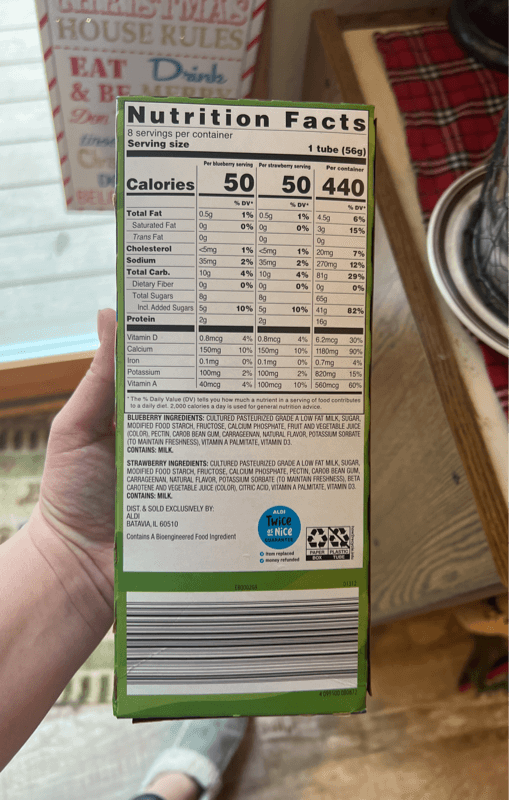 CHRISTMAS
HOUSE RULES
EAT Drink
& BE MERRY
Nutrition Facts
8 servings per container
Serving size 1 tube (56g)
Per blueberry serving Per strawberry serving Per container
Calories 50 50 440
% DV* % DV* % DV*
Total Fat 0.5g 1% 0.5g 1% 4.5g 6%
Saturated Fat 0g 0% 0g 0% 3g 15%
Trans Fat 0g 0g 0g
Cholesterol <5mg 1% <5mg 1% 20mg 7%
Sodium 35mg 2% 35mg 2% 270mg 12%
Total Carb. 10g 4% 10g 4% 81g 29%
Dietary Fiber 0g 0% 0g 0% 0g 0%
Total Sugars 8g 8g 65g
Incl. Added Sugars 5g 10% 5g 10% 41g 82%
Protein 2g 2g 16g
Vitamin D 0.8mcg 4% 0.8mcg 4% 6.2mcg 30%
Calcium 150mg 10% 150mg 10% 1180mg 90%
Iron 0.1mg 0% 0.1mg 0% 0.7mg 4%
Potassium 100mg 2% 100mg 2% 820mg 15%
Vitamin A 40mcg 4% 100mcg 10% 560mcg 60%
* The % Daily Value (DV) tells you how much a nutrient in a serving of food contributes
to a daily diet. 2,000 calories a day is used for general nutrition advice.
BLUEBERRY INGREDIENTS: CULTURED PASTEURIZED GRADE A LOW FAT MILK, SUGAR,
MODIFIED FOOD STARCH, FRUCTOSE, CALCIUM PHOSPHATE, FRUIT AND VEGETABLE JUICE
(COLOR), PECTIN, CAROB BEAN GUM, CARRAGEENAN, NATURAL FLAVOR, POTASSIUM SORBATE
(TO MAINTAIN FRESHNESS), VITAMIN A PALMITATE, VITAMIN D3.
CONTAINS: MILK.
STRAWBERRY INGREDIENTS: CULTURED PASTEURIZED GRADE A LOW FAT MILK, SUGAR,
MODIFIED FOOD STARCH, FRUCTOSE, CALCIUM PHOSPHATE, PECTIN, CAROB BEAN GUM,
CARRAGEENAN, NATURAL FLAVOR, POTASSIUM SORBATE (TO MAINTAIN FRESHNESS), BETA
CAROTENE AND VEGETABLE JUICE (COLOR), CITRIC ACID, VITAMIN A PALMITATE, VITAMIN D3.
CONTAINS: MILK.
DIST. & SOLD EXCLUSIVELY BY:
ALDI
BATAVIA, IL 60510
Contains A Bioengineered Food Ingredient
ALDI
Twice
as Nice
GUARANTEE
item replaced
money refunded
PAPER PLASTIC
BOX TUBE